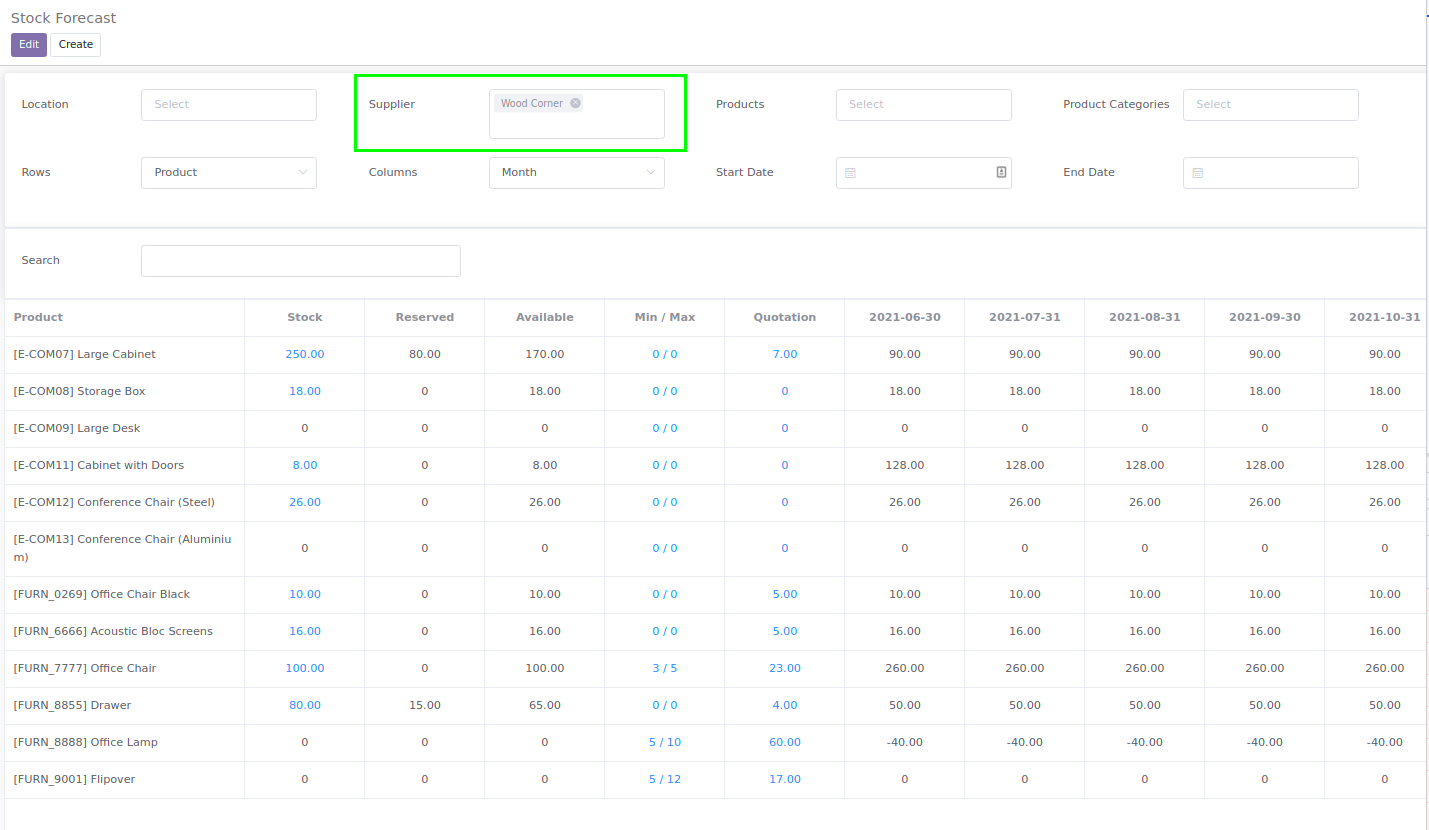 Stock Forecast
Edit Create
Location Select Supplier Wood Corner Products Select Product Categories Select
Rows Product Columns Month Start Date End Date
Search
Product Stock Reserved Available Min / Max Quotation 2021-06-30 2021-07-31 2021-08-31 2021-09-30 2021-10-31
[E-COM07] Large Cabinet 250.00 80.00 170.00 0 / 0 7.00 90.00 90.00 90.00 90.00 90.00
[E-COM08] Storage Box 18.00 0 18.00 0 / 0 0 18.00 18.00 18.00 18.00 18.00
[E-COM09] Large Desk 0 0 0 0 / 0 0 0 0 0 0 0
[E-COM11] Cabinet with Doors 8.00 0 8.00 0 / 0 0 128.00 128.00 128.00 128.00 128.00
[E-COM12] Conference Chair (Steel) 26.00 0 26.00 0 / 0 0 26.00 26.00 26.00 26.00 26.00
[E-COM13] Conference Chair (Aluminiu
m) 0 0 0 0 / 0 0 0 0 0 0 0
[FURN_0269] Office Chair Black 10.00 0 10.00 0 / 0 5.00 10.00 10.00 10.00 10.00 10.00
[FURN_6666] Acoustic Bloc Screens 16.00 0 16.00 0 / 0 5.00 16.00 16.00 16.00 16.00 16.00
[FURN_7777] Office Chair 100.00 0 100.00 3 / 5 23.00 260.00 260.00 260.00 260.00 260.00
[FURN_8855] Drawer 80.00 15.00 65.00 0 / 0 4.00 50.00 50.00 50.00 50.00 50.00
[FURN_8888] Office Lamp 0 0 0 5 / 10 60.00 -40.00 -40.00 -40.00 -40.00 -40.00
[FURN_9001] Flipover 0 0 0 5 / 12 17.00 0 0 0 0 0